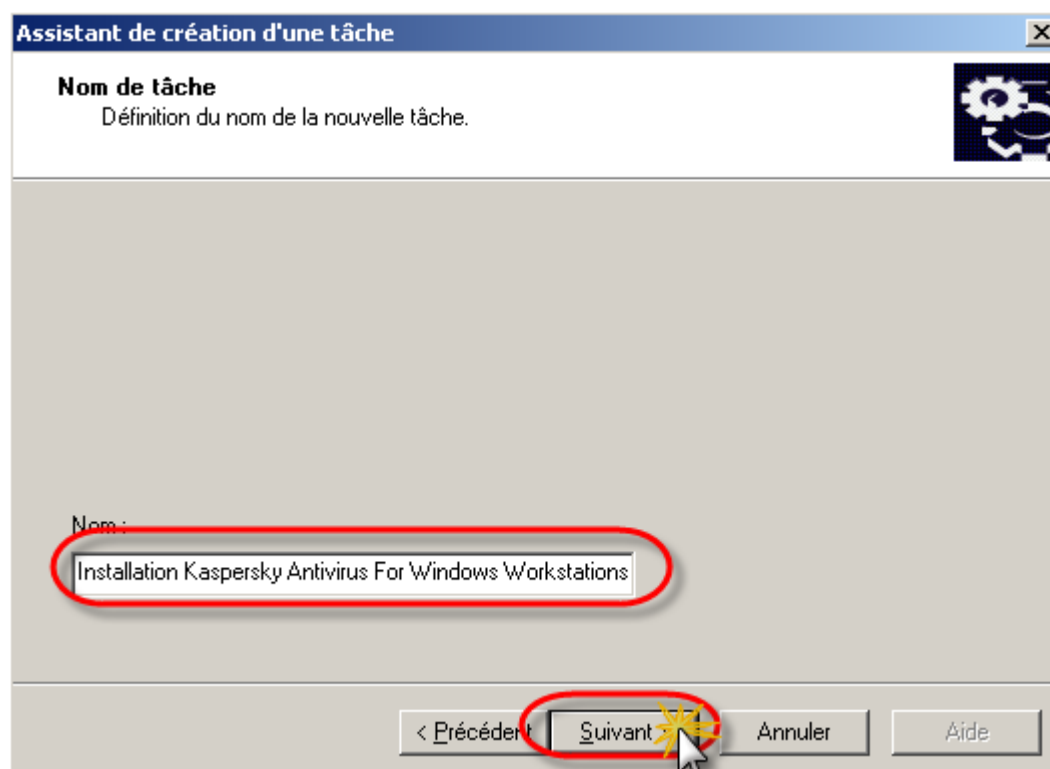 Assistant de création d'une tâche
Nom de tâche
Définition du nom de la nouvelle tâche.
Nom :
Installation Kaspersky Antivirus For Windows Workstations
< Précédent
Suivant
Annuler
Aide